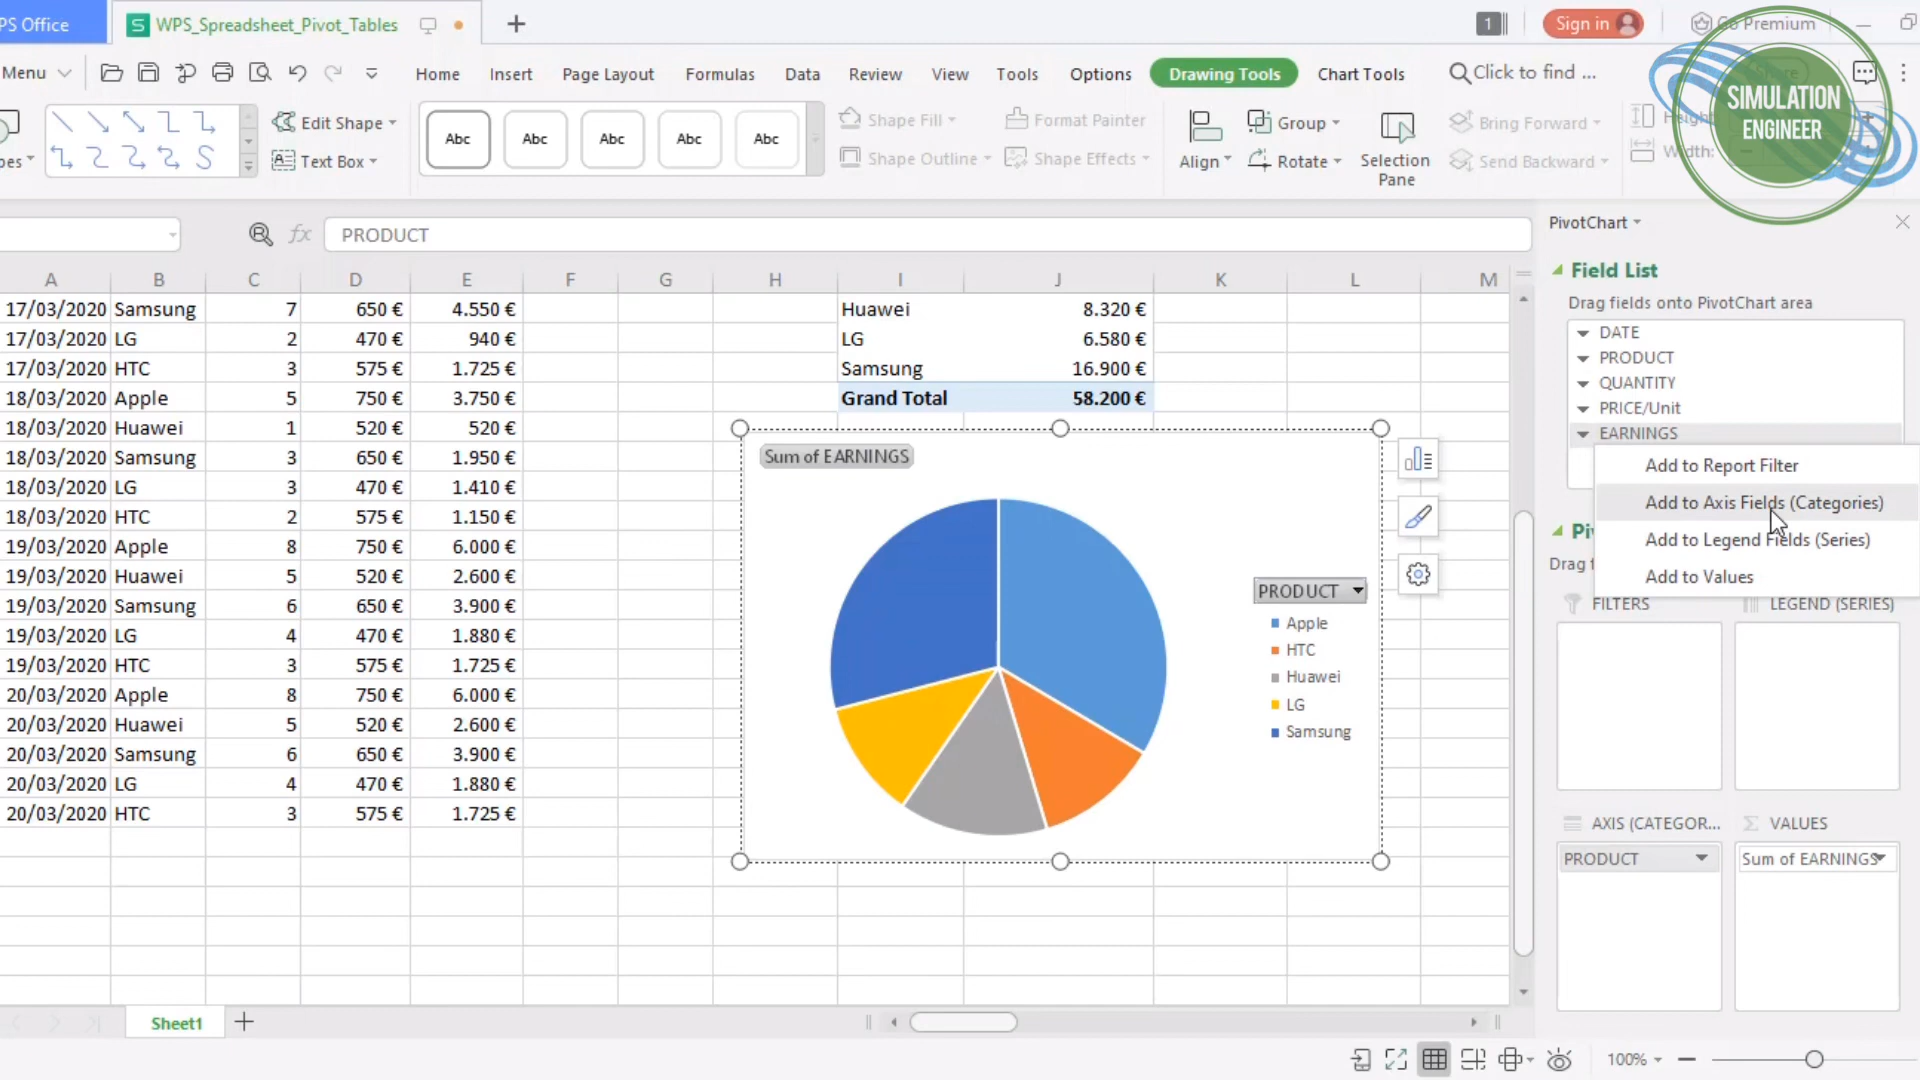 PS Office
WPS_Spreadsheet_Pivot_Tables
1
Sign in
Go Premium
Menu
Home
Insert
Page Layout
Formulas
Data
Review
View
Tools
Options
Drawing Tools
Chart Tools
Click to find ...
SIMULATION
ENGINEER
Edit Shape
Text Box
Abc
Abc
Abc
Abc
Abc
Shape Fill
Format Painter
Shape Outline
Shape Effects
Align
Group
Rotate
Selection
Pane
Bring Forward
Send Backward
Width:
PRODUCT
PivotChart
A B C D E F G H I J K L M
17/03/2020 Samsung 7 650 € 4.550 €
17/03/2020 LG 2 470 € 940 €
17/03/2020 HTC 3 575 € 1.725 €
18/03/2020 Apple 5 750 € 3.750 €
18/03/2020 Huawei 1 520 € 520 €
18/03/2020 Samsung 3 650 € 1.950 €
18/03/2020 LG 3 470 € 1.410 €
18/03/2020 HTC 2 575 € 1.150 €
19/03/2020 Apple 8 750 € 6.000 €
19/03/2020 Huawei 5 520 € 2.600 €
19/03/2020 Samsung 6 650 € 3.900 €
19/03/2020 LG 4 470 € 1.880 €
19/03/2020 HTC 3 575 € 1.725 €
20/03/2020 Apple 8 750 € 6.000 €
20/03/2020 Huawei 5 520 € 2.600 €
20/03/2020 Samsung 6 650 € 3.900 €
20/03/2020 LG 4 470 € 1.880 €
20/03/2020 HTC 3 575 € 1.725 €
Huawei 8.320 €
LG 6.580 €
Samsung 16.900 €
Grand Total 58.200 €
Sum of EARNINGS
PRODUCT
Apple
HTC
Huawei
LG
Samsung
Field List
Drag fields onto PivotChart area
DATE
PRODUCT
QUANTITY
PRICE/Unit
EARNINGS
Add to Report Filter
Add to Axis Fields (Categories)
Add to Legend Fields (Series)
Add to Values
FILTERS
LEGEND (SERIES)
AXIS (CATEGOR...
VALUES
PRODUCT
Sum of EARNINGS
Sheet1
100%